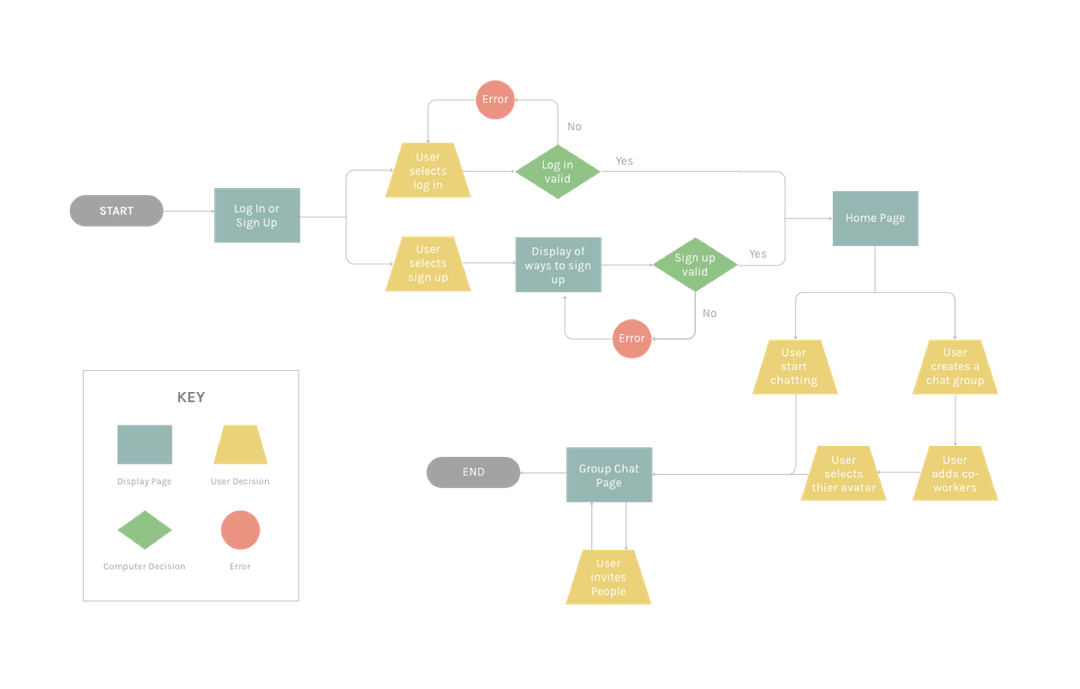 Error
No
User
selects
log in
Log in
valid
Yes
START
Log In or
Sign Up
Home Page
User
selects
sign up
Display of
ways to sign
up
Sign up
valid
Yes
No
Error
User
start
chatting
User
creates a
chat group
KEY
Display Page
User Decision
Computer Decision
Error
END
Group Chat
Page
User
selects
thier avatar
User
adds co-
workers
User
invites
People